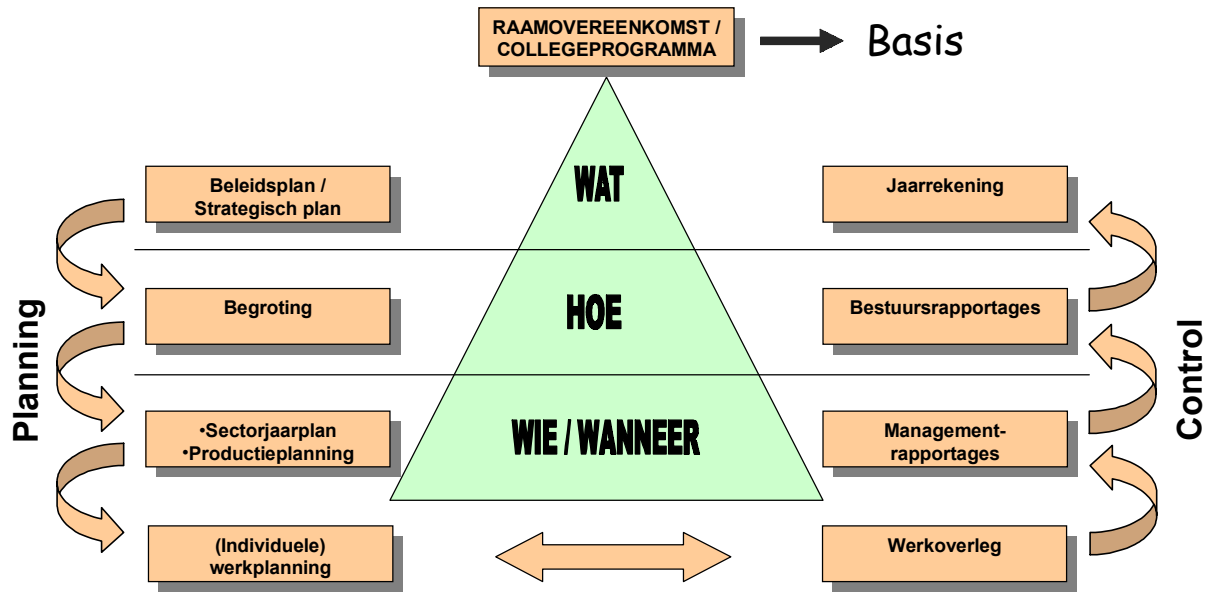 RAAMOVEREENKOMST /
COLLEGEPROGRAMMA
Basis
Beleidsplan /
Strategisch plan
WAT
Jaarrekening
Begroting
HOE
Bestuursrapportages
Planning
Control
•Sectorjaarplan
•Productieplanning
WIE / WANNEER
Management-
rapportages
(Individuele)
werkplanning
Werkoverleg